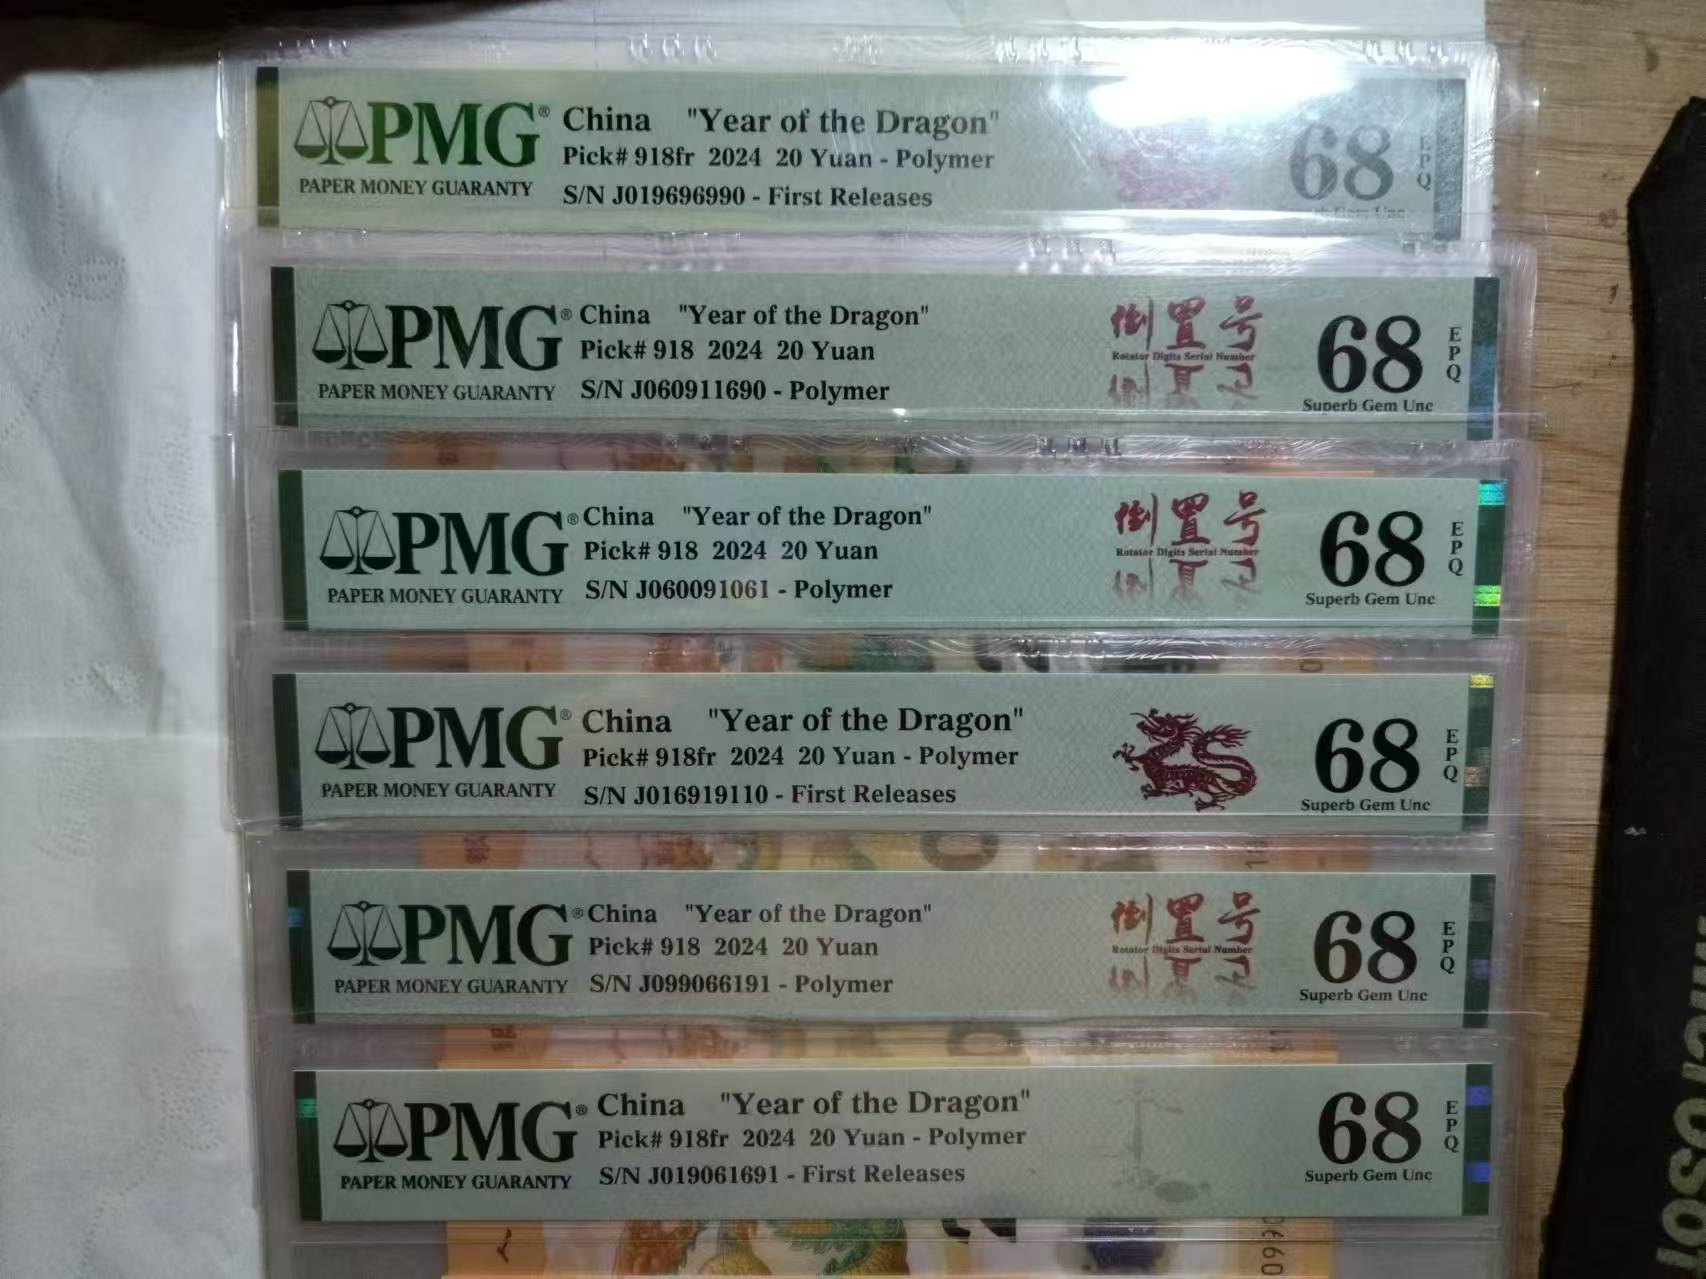 PMG®
PAPER MONEY GUARANTY
China "Year of the Dragon"
Pick# 918fr 2024 20 Yuan - Polymer
S/N J019696990 - First Releases
68
EPQ
PMG®
PAPER MONEY GUARANTY
China "Year of the Dragon"
Pick# 918 2024 20 Yuan
S/N J060911690 - Polymer
倒置号
Rotator Digits Serial Number
68
Superb Gem Unc
EPQ
PMG®
PAPER MONEY GUARANTY
China "Year of the Dragon"
Pick# 918 2024 20 Yuan
S/N J060091061 - Polymer
倒置号
Rotator Digits Serial Number
68
Superb Gem Unc
EPQ
PMG®
PAPER MONEY GUARANTY
China "Year of the Dragon"
Pick# 918fr 2024 20 Yuan - Polymer
S/N J016919110 - First Releases
68
Superb Gem Unc
EPQ
PMG®
PAPER MONEY GUARANTY
China "Year of the Dragon"
Pick# 918 2024 20 Yuan
S/N J099066191 - Polymer
倒置号
Rotator Digits Serial Number
68
Superb Gem Unc
EPQ
PMG®
PAPER MONEY GUARANTY
China "Year of the Dragon"
Pick# 918fr 2024 20 Yuan - Polymer
S/N J019061691 - First Releases
68
Superb Gem Unc
EPQ